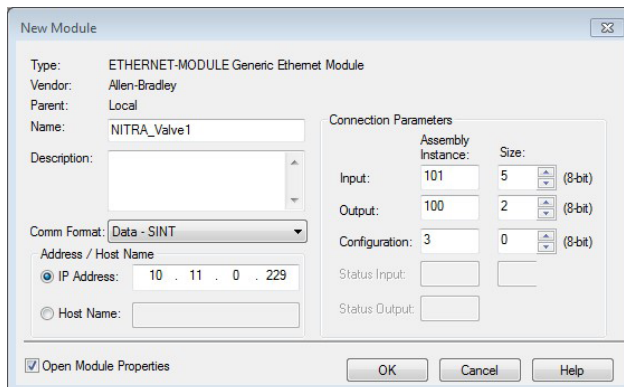 New Module
Type: ETHERNET-MODULE Generic Ethernet Module
Vendor: Allen-Bradley
Parent: Local
Name: NITRA_Valve1
Description:
Comm Format: Data - SINT
Address / Host Name
IP Address: 10 . 11 . 0 . 229
Host Name:
Connection Parameters
Assembly Instance: Size:
Input: 101 5 (8-bit)
Output: 100 2 (8-bit)
Configuration: 3 0 (8-bit)
Status Input:
Status Output:
Open Module Properties
OK Cancel Help